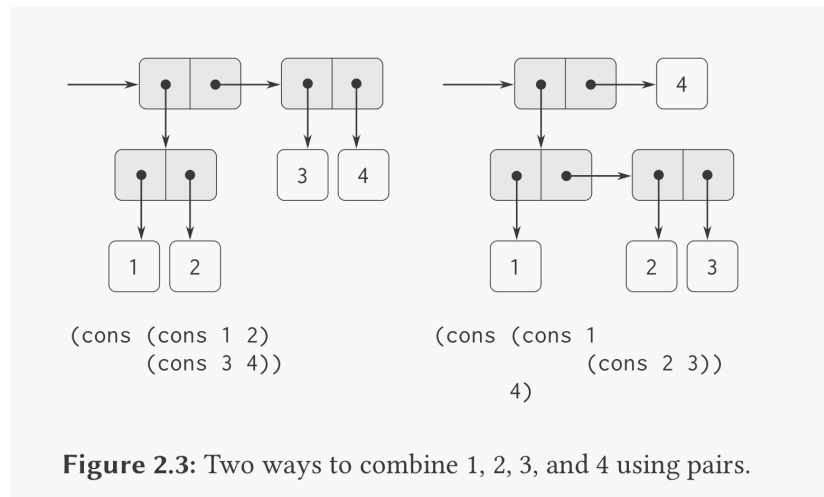 3 4
4
1 2
1
2 3
(cons (cons 1 2)
(cons 3 4))
(cons (cons 1
(cons 2 3))
4)
Figure 2.3: Two ways to combine 1, 2, 3, and 4 using pairs.